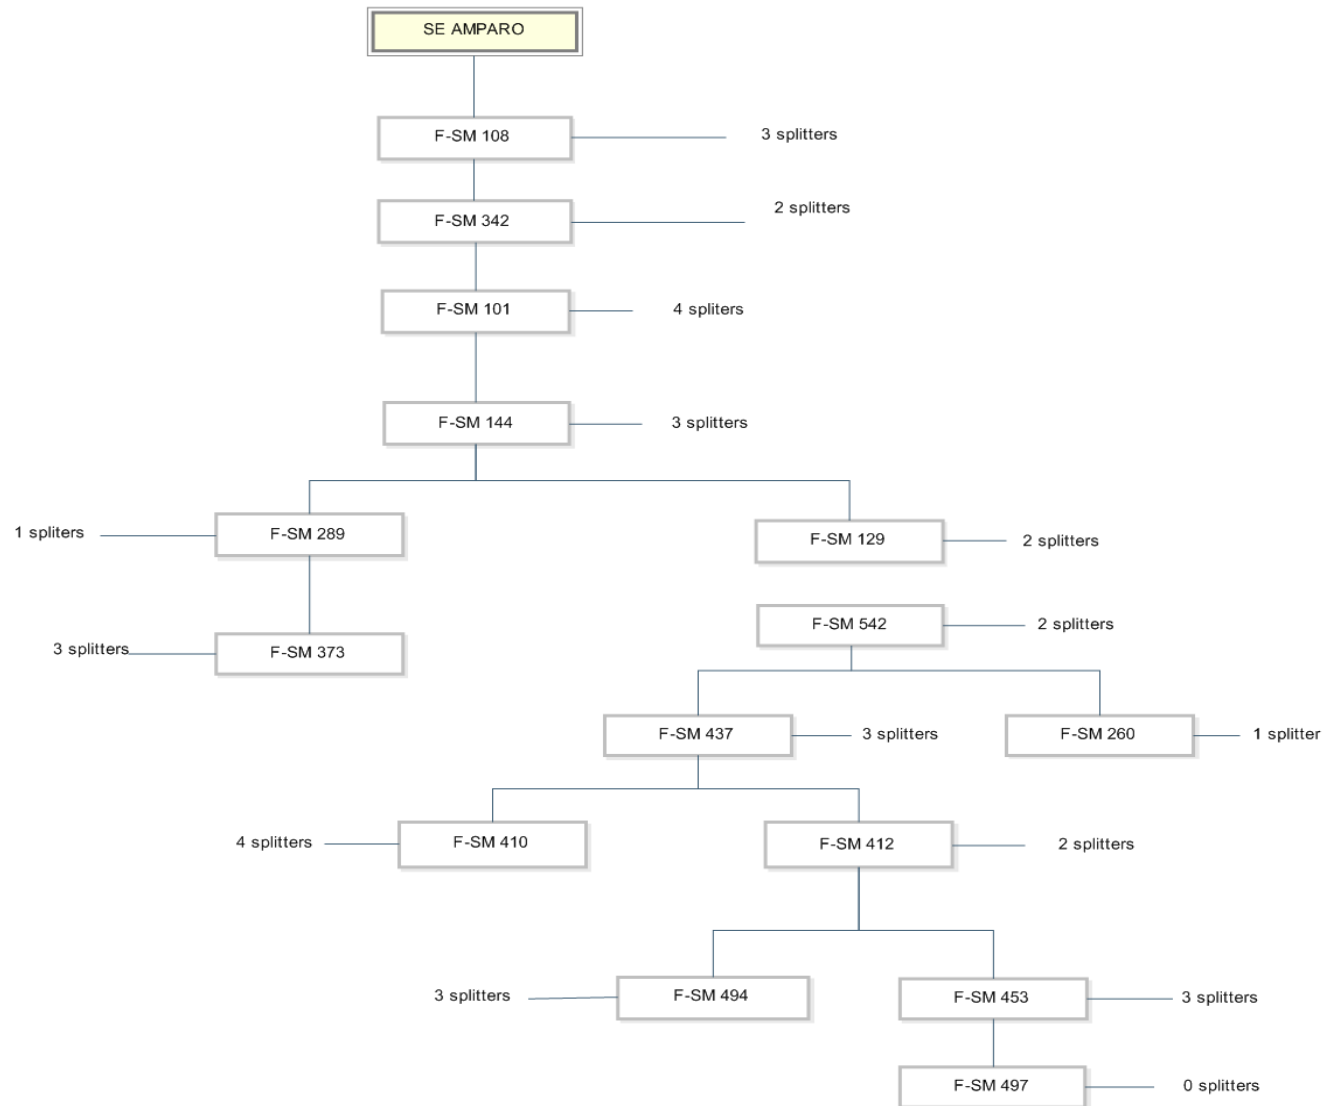 SE AMPARO
F-SM 108
3 splitters
F-SM 342
2 splitters
F-SM 101
4 spliters
F-SM 144
3 splitters
1 spliters
F-SM 289
F-SM 129
2 splitters
F-SM 542
2 splitters
3 splitters
F-SM 373
F-SM 437
3 splitters
F-SM 260
1 splitter
4 splitters
F-SM 410
F-SM 412
2 splitters
3 splitters
F-SM 494
F-SM 453
3 splitters
F-SM 497
0 splitters